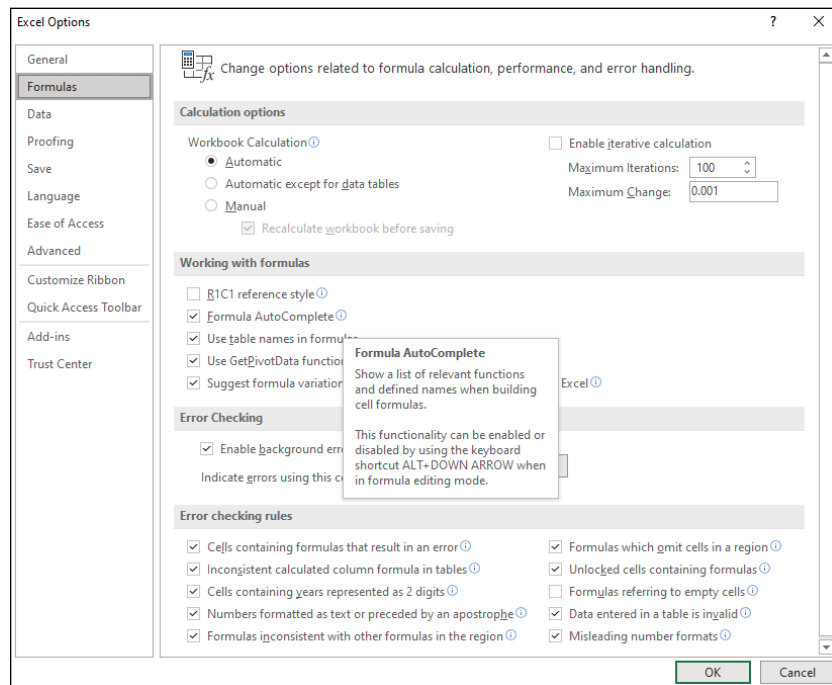 Excel Options
General
Formulas
Data
Proofing
Save
Language
Ease of Access
Advanced
Customize Ribbon
Quick Access Toolbar
Add-ins
Trust Center
Change options related to formula calculation, performance, and error handling.
Calculation options
Workbook Calculation
Automatic
Automatic except for data tables
Manual
Recalculate workbook before saving
Enable iterative calculation
Maximum Iterations: 100
Maximum Change: 0.001
Working with formulas
R1C1 reference style
Formula AutoComplete
Use table names in formulas
Use GetPivotData function
Suggest formula variation
Excel
Formula AutoComplete
Show a list of relevant functions
and defined names when building
cell formulas.
This functionality can be enabled or
disabled by using the keyboard
shortcut ALT+DOWN ARROW when
in formula editing mode.
Error Checking
Enable background err
Indicate errors using this c
Error checking rules
Cells containing formulas that result in an error
Inconsistent calculated column formula in tables
Cells containing years represented as 2 digits
Numbers formatted as text or preceded by an apostrophe
Formulas inconsistent with other formulas in the region
Formulas which omit cells in a region
Unlocked cells containing formulas
Formulas referring to empty cells
Data entered in a table is invalid
Misleading number formats
OK
Cancel